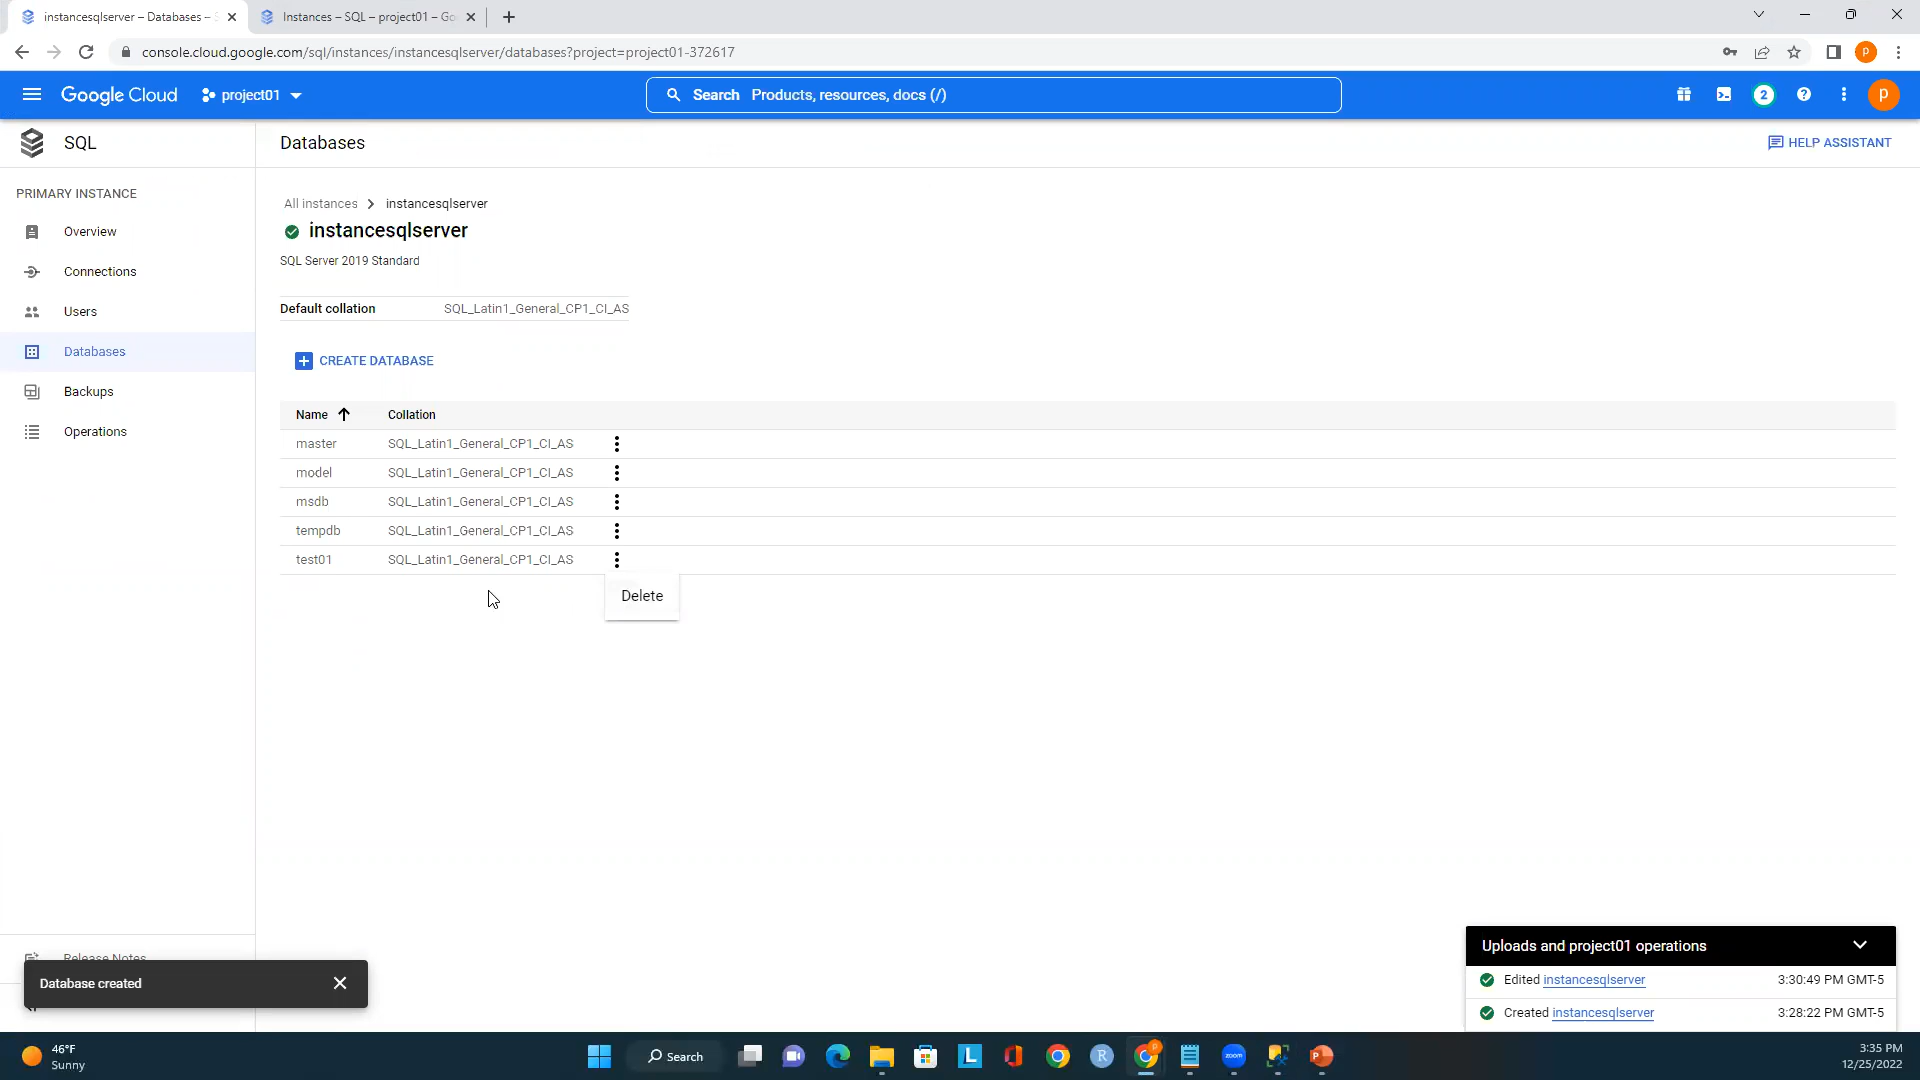 instancesqlserver – Databases – S
Instances – SQL – project01 – Go
console.cloud.google.com/sql/instances/instancesqlserver/databases?project=project01-372617
P
Google Cloud
project01
Search Products, resources, docs (/)
2
P
SQL
Databases
HELP ASSISTANT
PRIMARY INSTANCE
Overview
Connections
Users
Databases
Backups
Operations
All instances
instancesqlserver
instancesqlserver
SQL Server 2019 Standard
Default collation SQL_Latin1_General_CP1_CI_AS
CREATE DATABASE
Name Collation
master SQL_Latin1_General_CP1_CI_AS
model SQL_Latin1_General_CP1_CI_AS
msdb SQL_Latin1_General_CP1_CI_AS
tempdb SQL_Latin1_General_CP1_CI_AS
test01 SQL_Latin1_General_CP1_CI_AS
Delete
Release Notes
Database created
Uploads and project01 operations
Edited instancesqlserver 3:30:49 PM GMT-5
Created instancesqlserver 3:28:22 PM GMT-5
46°F
Sunny
Search
L
R
P
zoom
P
3:35 PM
12/25/2022